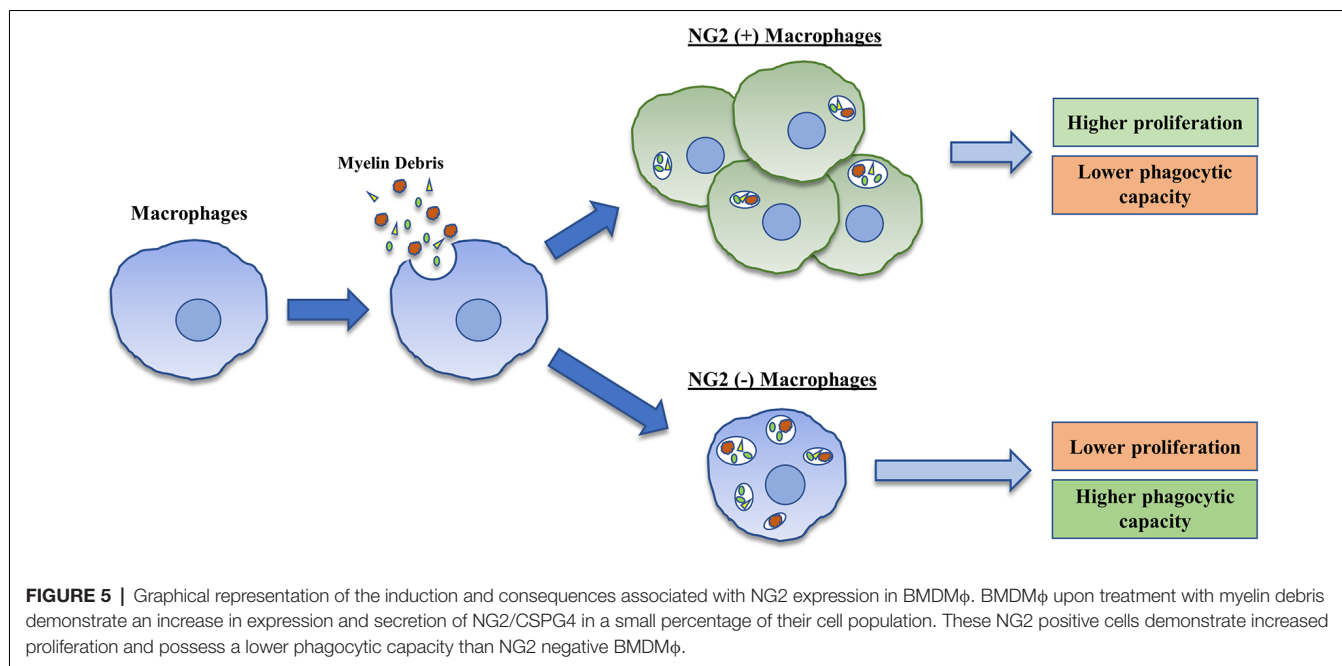 NG2 (+) Macrophages
Myelin Debris
Macrophages
Higher proliferation
Lower phagocytic
capacity
NG2 (-) Macrophages
Lower proliferation
Higher phagocytic
capacity
FIGURE 5 | Graphical representation of the induction and consequences associated with NG2 expression in BMDMϕ. BMDMϕ upon treatment with myelin debris
demonstrate an increase in expression and secretion of NG2/CSPG4 in a small percentage of their cell population. These NG2 positive cells demonstrate increased
proliferation and possess a lower phagocytic capacity than NG2 negative BMDMϕ.